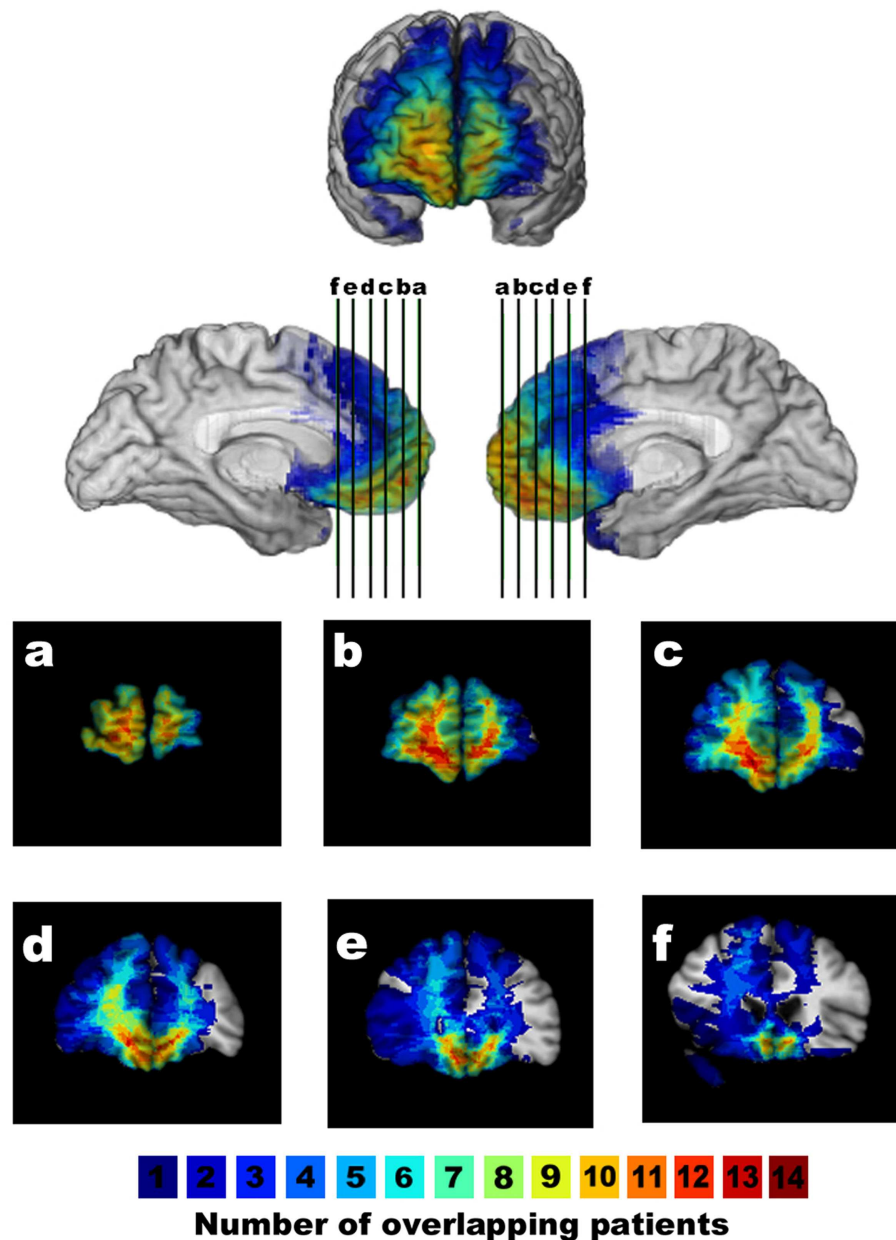 f e d c b a a b c d e f
a b c
d e f
1 2 3 4 5 6 7 8 9 10 11 12 13 14
Number of overlapping patients